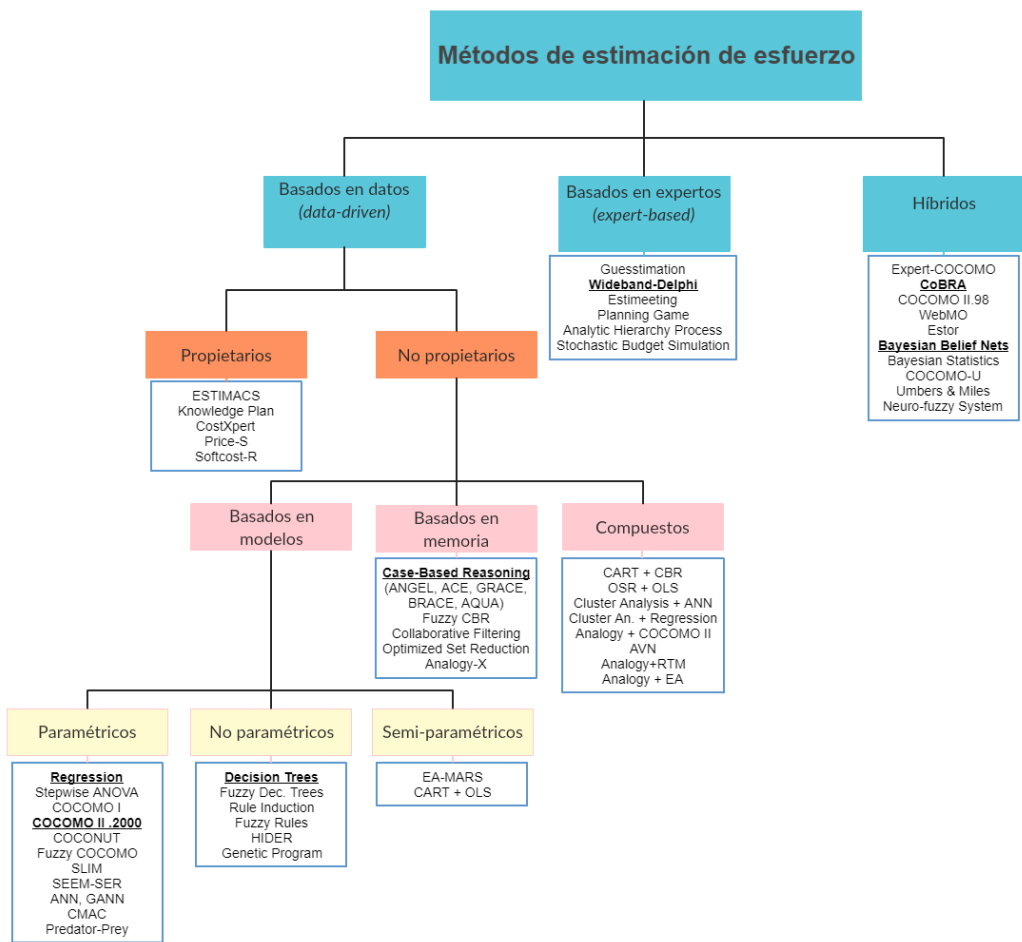 Métodos de estimación de esfuerzo
Basados en datos
(data-driven)
Basados en expertos
(expert-based)
Híbridos
Guesstimation
Wideband-Delphi
Estimeeting
Planning Game
Analytic Hierarchy Process
Stochastic Budget Simulation
Expert-COCOMO
CoBRA
COCOMO II.98
WebMO
Estor
Bayesian Belief Nets
Bayesian Statistics
COCOMO-U
Umbers & Miles
Neuro-fuzzy System
Propietarios
No propietarios
ESTIMACS
Knowledge Plan
CostXpert
Price-S
Softcost-R
Basados en
modelos
Basados en
memoria
Compuestos
Case-Based Reasoning
(ANGEL, ACE, GRACE,
BRACE, AQUA)
Fuzzy CBR
Collaborative Filtering
Optimized Set Reduction
Analogy-X
CART + CBR
OSR + OLS
Cluster Analysis + ANN
Cluster An. + Regression
Analogy + COCOMO II
AVN
Analogy+RTM
Analogy + EA
Paramétricos
No paramétricos
Semi-paramétricos
Regression
Stepwise ANOVA
COCOMO I
COCOMO II .2000
COCONUT
Fuzzy COCOMO
SLIM
SEEM-SER
ANN, GANN
CMAC
Predator-Prey
Decision Trees
Fuzzy Dec. Trees
Rule Induction
Fuzzy Rules
HIDER
Genetic Program
EA-MARS
CART + OLS